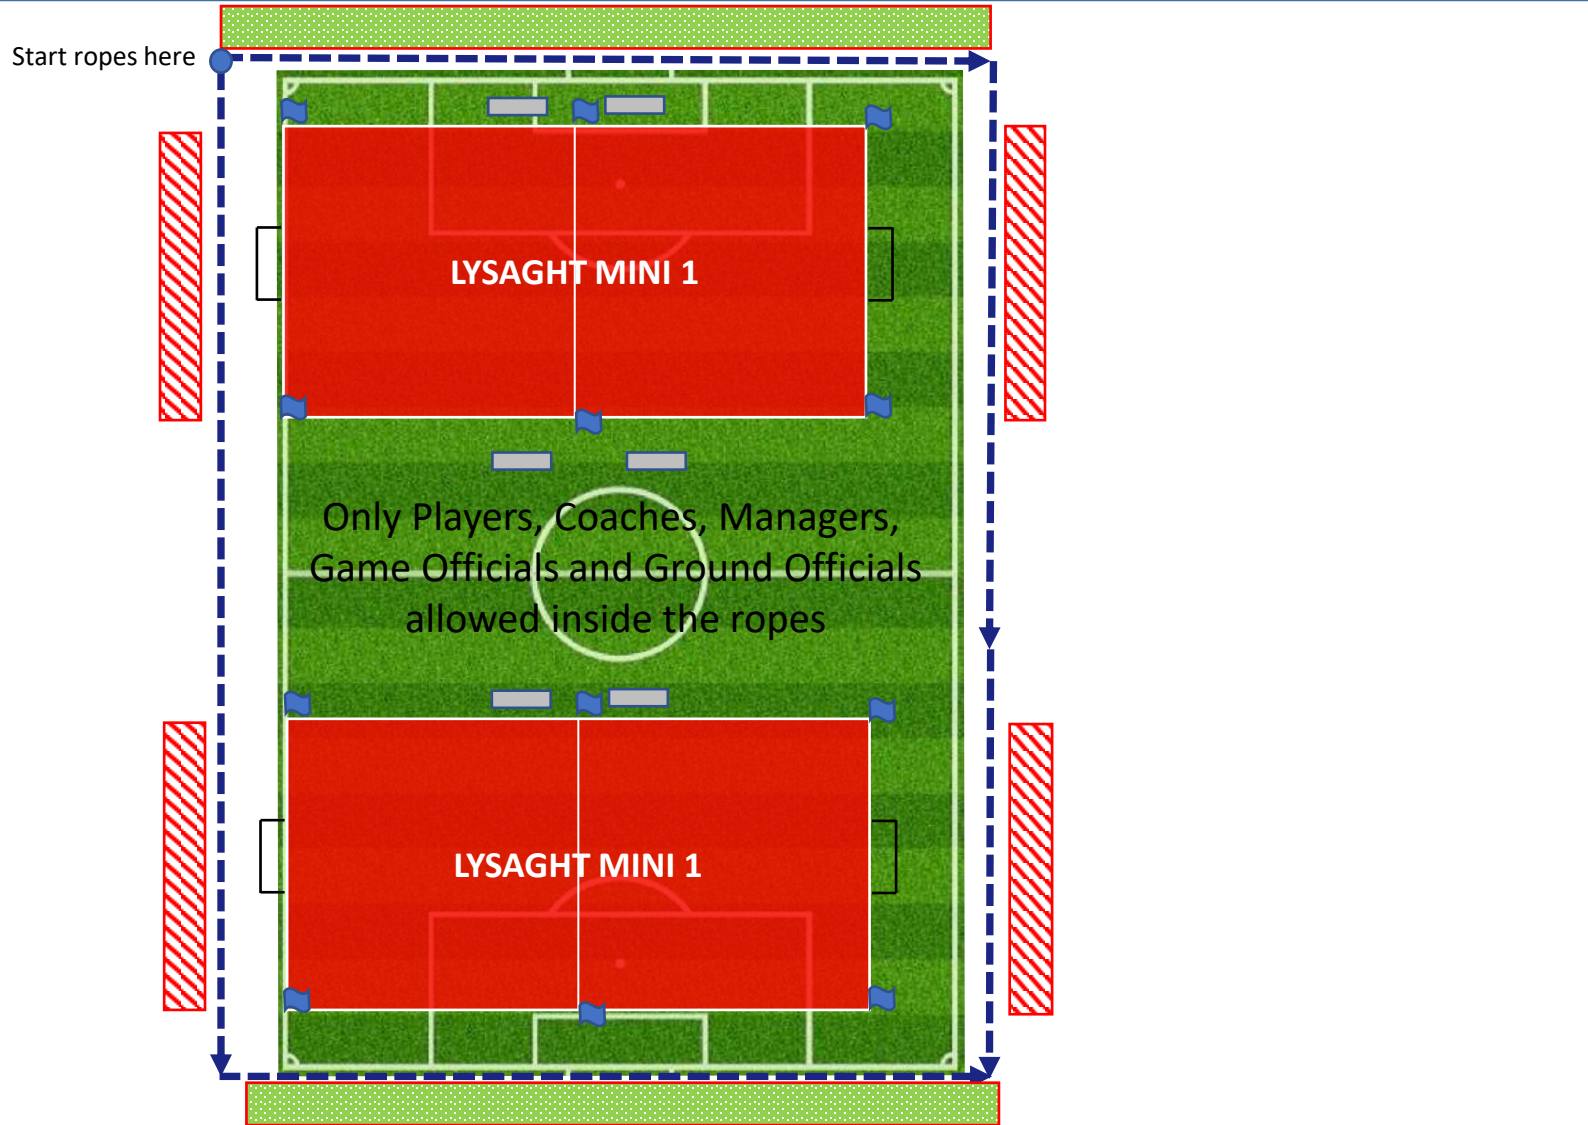 Start ropes here
LYSAGHT MINI 1
Only Players, Coaches, Managers,
Game Officials and Ground Officials
allowed inside the ropes
LYSAGHT MINI 1